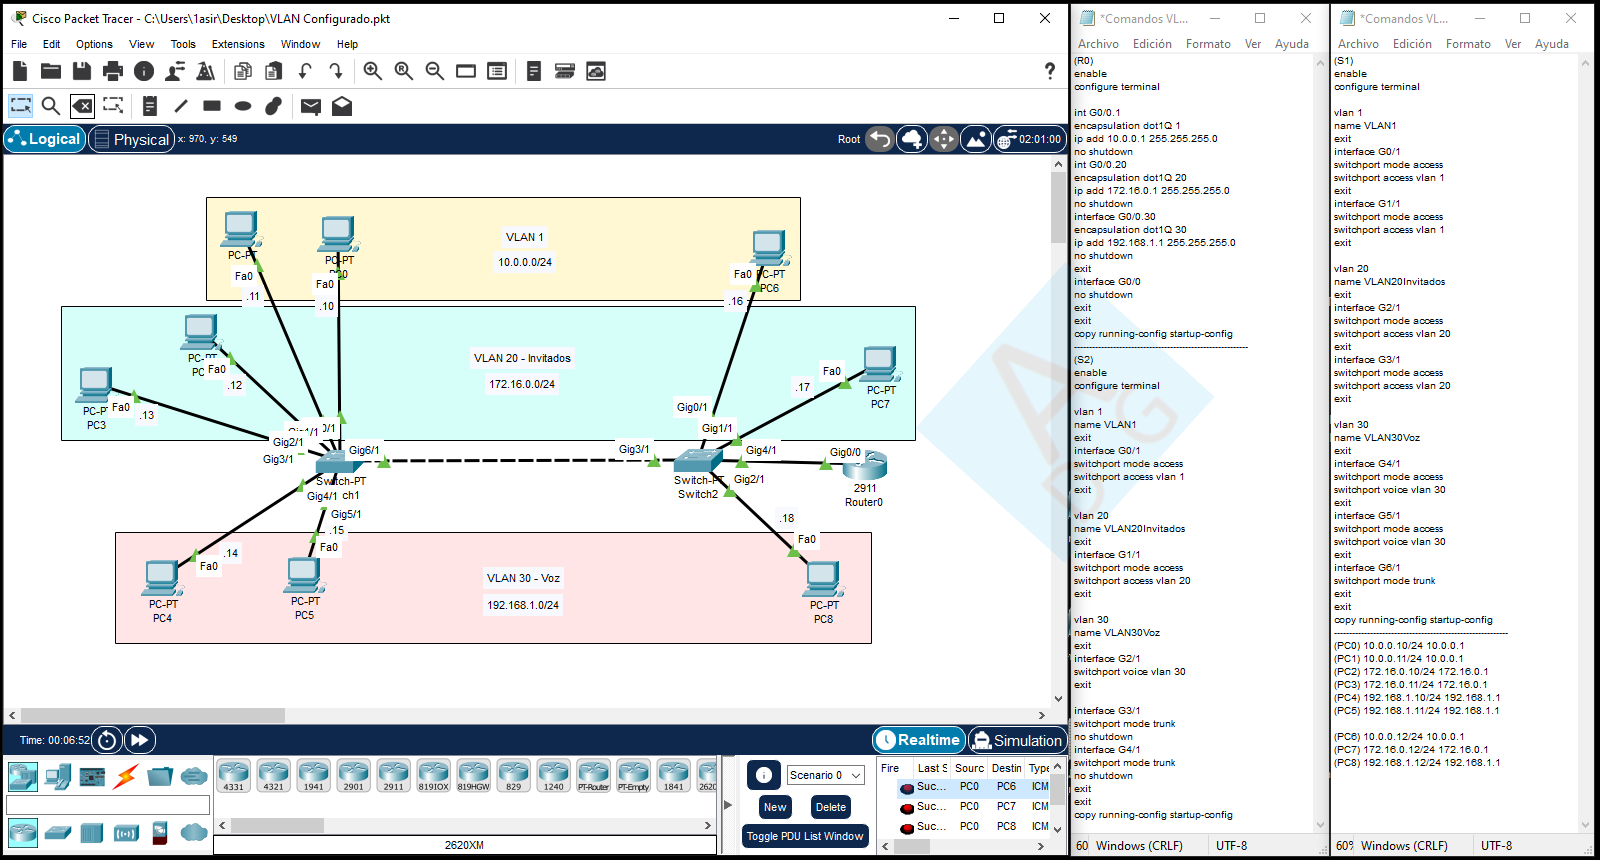 Cisco Packet Tracer - C:\Users\1asir\Desktop\VLAN Configurado.pkt
File Edit Options View Tools Extensions Window Help
Logical
Physical
x: 970, y: 549
Root
02:01:00
VLAN 1
10.0.0.0/24
PC-PT
Fa0
.11
PC-PT
Fa0
.10
Fa0
PC-PT
PC6
.16
VLAN 20 - Invitados
172.16.0.0/24
Fa0
.12
Fa0
PC3
.13
Fa0
.17
PC-PT
PC7
Gig0/1
Gig1/1
Gig2/1
Gig3/1
Gig6/1
Gig3/1
Gig4/1
Gig0/0
Gig2/1
Switch-PT
Gig4/1
Gig5/1
Switch2
2911
Router0
.15
.14
Fa0
Fa0
.18
Fa0
VLAN 30 - Voz
192.168.1.0/24
PC-PT
PC4
PC-PT
PC5
PC-PT
PC8
Time: 00:06:52
Realtime
Simulation
4331 4321 1941 2901 2911 819IOX 819HGW 829 1240 PT-Router PT-Empty 1841 2620
2620XM
Scenario 0
New
Delete
Toggle PDU List Window
Fire Last S Sourc Destin Type
Suc... PC0 PC6 ICM
Suc... PC0 PC7 ICM
Suc... PC0 PC8 ICM
*Comandos VL...
Archivo Edición Formato Ver Ayuda
(R0)
enable
configure terminal
int G0/0.1
encapsulation dot1Q 1
ip add 10.0.0.1 255.255.255.0
no shutdown
int G0/0.20
encapsulation dot1Q 20
ip add 172.16.0.1 255.255.255.0
no shutdown
interface G0/0.30
encapsulation dot1Q 30
ip add 192.168.1.1 255.255.255.0
no shutdown
exit
interface G0/0
no shutdown
exit
exit
copy running-config startup-config
(S2)
enable
configure terminal
vlan 1
name VLAN1
exit
interface G0/1
switchport mode access
switchport access vlan 1
exit
vlan 20
name VLAN20Invitados
exit
interface G1/1
switchport mode access
switchport access vlan 20
exit
vlan 30
name VLAN30Voz
exit
interface G2/1
switchport voice vlan 30
exit
interface G3/1
switchport mode trunk
no shutdown
interface G4/1
switchport mode trunk
no shutdown
exit
exit
copy running-config startup-config
60 Windows (CRLF) UTF-8
*Comandos VL...
Archivo Edición Formato Ver Ayuda
(S1)
enable
configure terminal
vlan 1
name VLAN1
exit
interface G0/1
switchport mode access
switchport access vlan 1
exit
interface G1/1
switchport mode access
switchport access vlan 1
exit
vlan 20
name VLAN20Invitados
exit
interface G2/1
switchport mode access
switchport access vlan 20
exit
interface G3/1
switchport mode access
switchport access vlan 20
exit
vlan 30
name VLAN30Voz
exit
interface G4/1
switchport mode access
switchport voice vlan 30
exit
interface G5/1
switchport mode access
switchport voice vlan 30
exit
interface G6/1
switchport mode trunk
exit
exit
copy running-config startup-config
(PC0) 10.0.0.10/24 10.0.0.1
(PC1) 10.0.0.11/24 10.0.0.1
(PC2) 172.16.0.10/24 172.16.0.1
(PC3) 172.16.0.11/24 172.16.0.1
(PC4) 192.168.1.10/24 192.168.1.1
(PC5) 192.168.1.11/24 192.168.1.1
(PC6) 10.0.0.12/24 10.0.0.1
(PC7) 172.16.0.12/24 172.16.0.1
(PC8) 192.168.1.12/24 192.168.1.1
60% Windows (CRLF) UTF-8